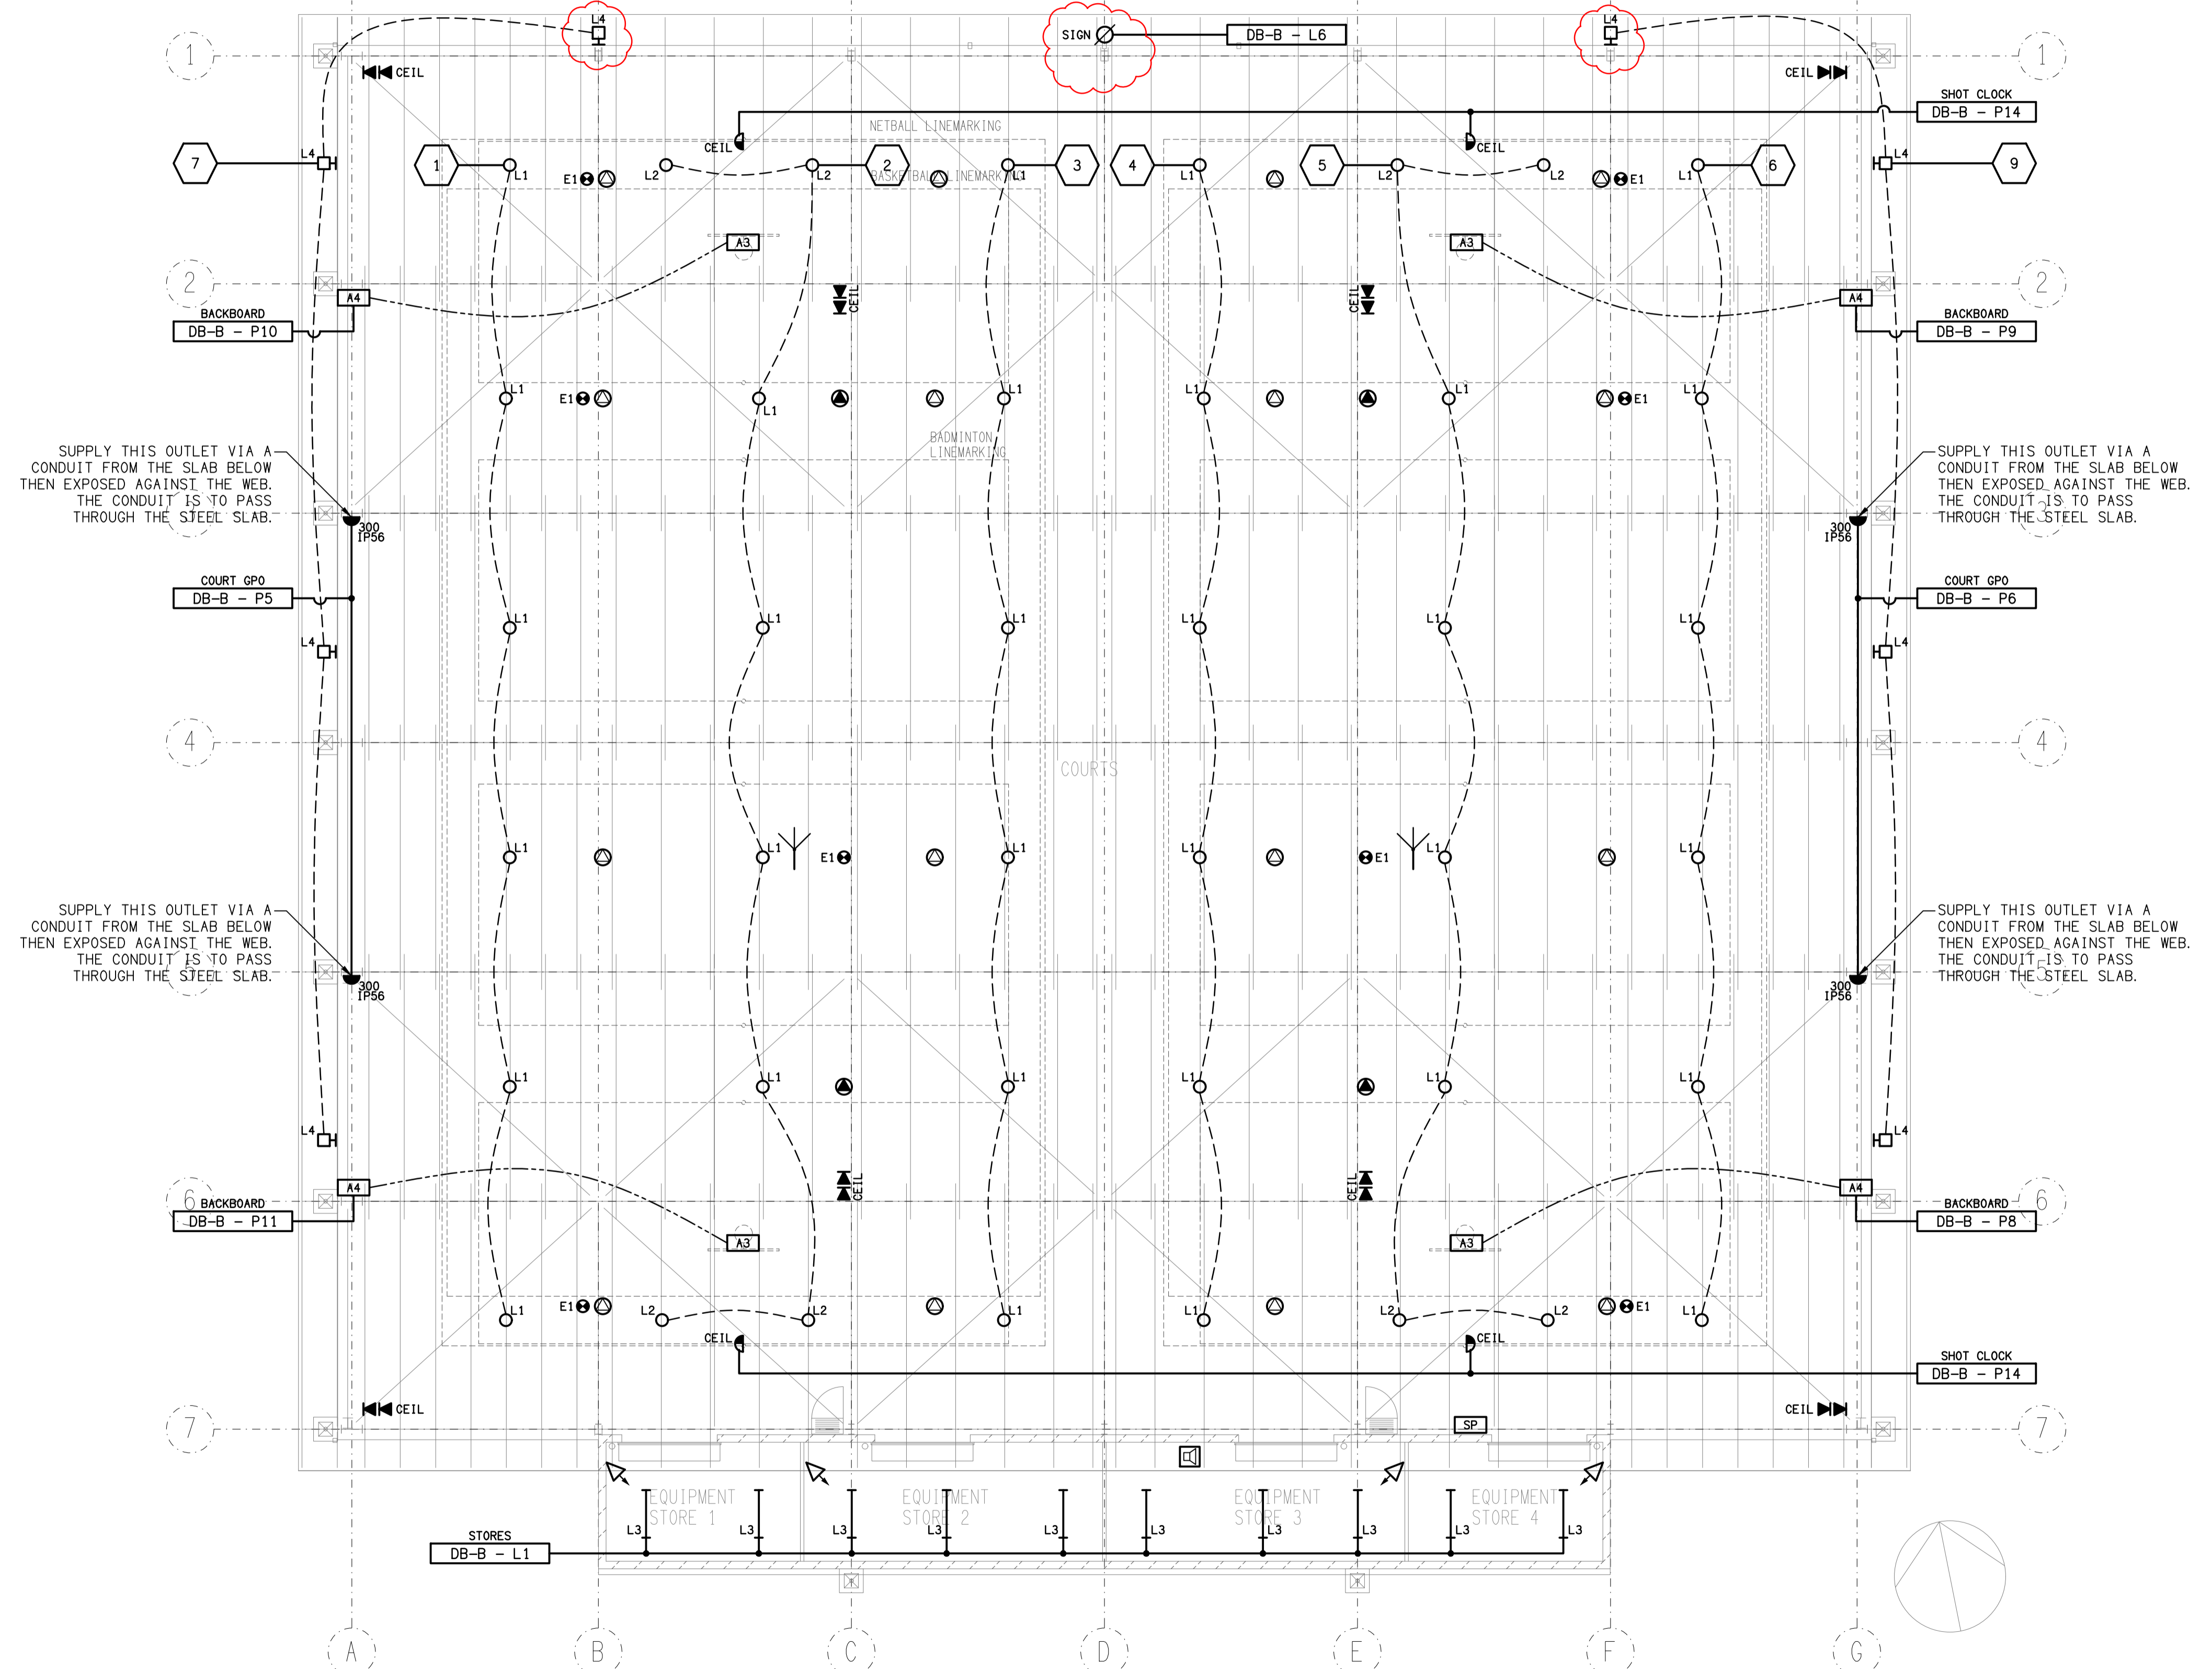 L4
SIGN
DB-B - L6
L4
1
CEIL
CEIL
1
SHOT CLOCK
DB-B - P14
NETBALL LINEMARKING
CEIL
CEIL
7
L4
1
L1
L2
L2
2
BASKETBALL LINEMARKING
L1
3
4
L1
5
L2
L2
L1
6
L4
9
E1
E1
A3
A3
2
A4
CEIL
CEIL
A4
2
BACKBOARD
DB-B - P10
BACKBOARD
DB-B - P9
L1
E1
L1
L1
L1
L1
E1
L1
BADMINTON
LINEMARKING
SUPPLY THIS OUTLET VIA A
CONDUIT FROM THE SLAB BELOW
THEN EXPOSED AGAINST THE WEB.
THE CONDUIT IS TO PASS
THROUGH THE STEEL SLAB.
3
300
IP56
SUPPLY THIS OUTLET VIA A
CONDUIT FROM THE SLAB BELOW
THEN EXPOSED AGAINST THE WEB.
THE CONDUIT IS TO PASS
THROUGH THE STEEL SLAB.
3
300
IP56
COURT GPO
DB-B - P5
COURT GPO
DB-B - P6
L4
L1
L1
L1
L1
L1
L1
L4
4
4
COURTS
L1
L1
E1
L1
L1
E1
L1
L1
SUPPLY THIS OUTLET VIA A
CONDUIT FROM THE SLAB BELOW
THEN EXPOSED AGAINST THE WEB.
THE CONDUIT IS TO PASS
THROUGH THE STEEL SLAB.
5
300
IP56
SUPPLY THIS OUTLET VIA A
CONDUIT FROM THE SLAB BELOW
THEN EXPOSED AGAINST THE WEB.
THE CONDUIT IS TO PASS
THROUGH THE STEEL SLAB.
5
300
IP56
L1
L1
L1
L1
L1
L1
L4
L4
6
A4
CEIL
CEIL
A4
6
BACKBOARD
DB-B - P11
BACKBOARD
DB-B - P8
A3
A3
E1
E1
L1
L2
L2
L1
L1
L2
L2
L1
CEIL
CEIL
SHOT CLOCK
DB-B - P14
CEIL
CEIL
7
SP
7
EQUIPMENT
STORE 1
EQUIPMENT
STORE 2
EQUIPMENT
STORE 3
EQUIPMENT
STORE 4
L3
L3
L3
L3
L3
L3
L3
L3
L3
L3
STORES
DB-B - L1
A
B
C
D
E
F
G